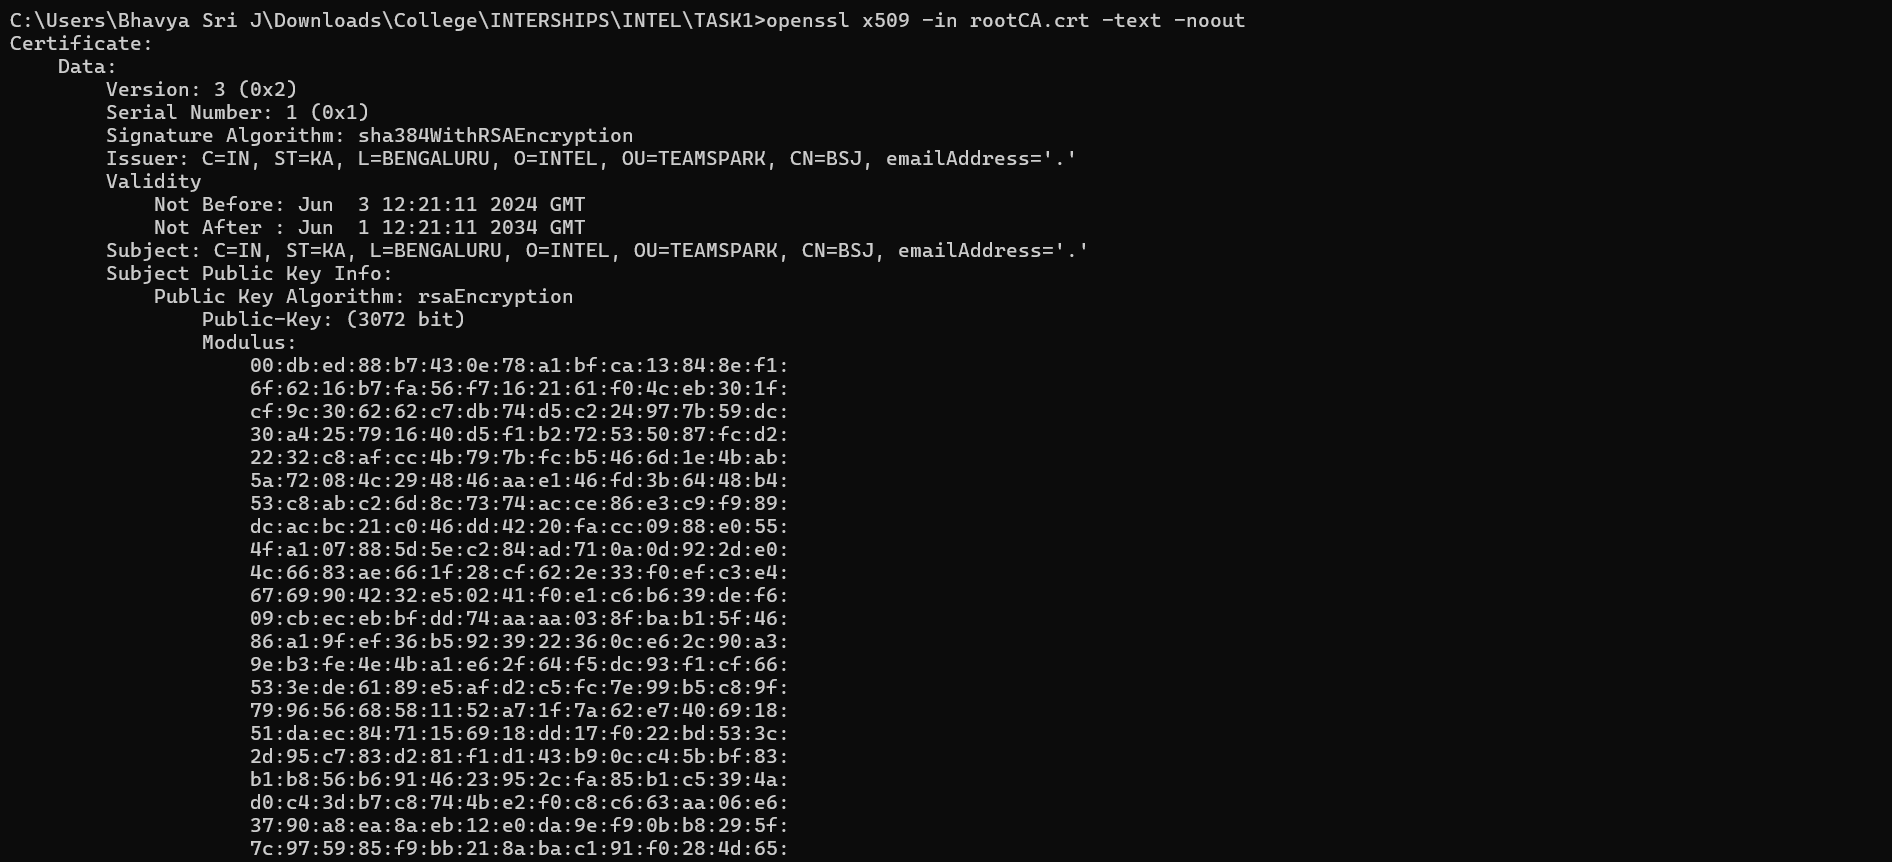 C:\Users\Bhavya Sri J\Downloads\College\INTERSHIPS\INTEL\TASK1>openssl x509 -in rootCA.crt -text -noout
Certificate:
    Data:
        Version: 3 (0x2)
        Serial Number: 1 (0x1)
        Signature Algorithm: sha384WithRSAEncryption
        Issuer: C=IN, ST=KA, L=BENGALURU, O=INTEL, OU=TEAMSPARK, CN=BSJ, emailAddress='.'
        Validity
            Not Before: Jun  3 12:21:11 2024 GMT
            Not After : Jun  1 12:21:11 2034 GMT
        Subject: C=IN, ST=KA, L=BENGALURU, O=INTEL, OU=TEAMSPARK, CN=BSJ, emailAddress='.'
        Subject Public Key Info:
            Public Key Algorithm: rsaEncryption
                Public-Key: (3072 bit)
                Modulus:
                    00:db:ed:88:b7:43:0e:78:a1:bf:ca:13:84:8e:f1:
                    6f:62:16:b7:fa:56:f7:16:21:61:f0:4c:eb:30:1f:
                    cf:9c:30:62:62:c7:db:74:d5:c2:24:97:7b:59:dc:
                    30:a4:25:79:16:40:d5:f1:b2:72:53:50:87:fc:d2:
                    22:32:c8:af:cc:4b:79:7b:fc:b5:46:6d:1e:4b:ab:
                    5a:72:08:4c:29:48:46:aa:e1:46:fd:3b:64:48:b4:
                    53:c8:ab:c2:6d:8c:73:74:ac:ce:86:e3:c9:f9:89:
                    dc:ac:bc:21:c0:46:dd:42:20:fa:cc:09:88:e0:55:
                    4f:a1:07:88:5d:5e:c2:84:ad:71:0a:0d:92:2d:e0:
                    4c:66:83:ae:66:1f:28:cf:62:2e:33:f0:ef:c3:e4:
                    67:69:90:42:32:e5:02:41:f0:e1:c6:b6:39:de:f6:
                    09:cb:ec:eb:bf:dd:74:aa:aa:03:8f:ba:b1:5f:46:
                    86:a1:9f:ef:36:b5:92:39:22:36:0c:e6:2c:90:a3:
                    9e:b3:fe:4e:4b:a1:e6:2f:64:f5:dc:93:f1:cf:66:
                    53:3e:de:61:89:e5:af:d2:c5:fc:7e:99:b5:c8:9f:
                    79:96:56:68:58:11:52:a7:1f:7a:62:e7:40:69:18:
                    51:da:ec:84:71:15:69:18:dd:17:f0:22:bd:53:3c:
                    2d:95:c7:83:d2:81:f1:d1:43:b9:0c:c4:5b:bf:83:
                    b1:b8:56:b6:91:46:23:95:2c:fa:85:b1:c5:39:4a:
                    d0:c4:3d:b7:c8:74:4b:e2:f0:c8:c6:63:aa:06:e6:
                    37:90:a8:ea:8a:eb:12:e0:da:9e:f9:0b:b8:29:5f:
                    7c:97:59:85:f9:bb:21:8a:ba:c1:91:f0:28:4d:65: